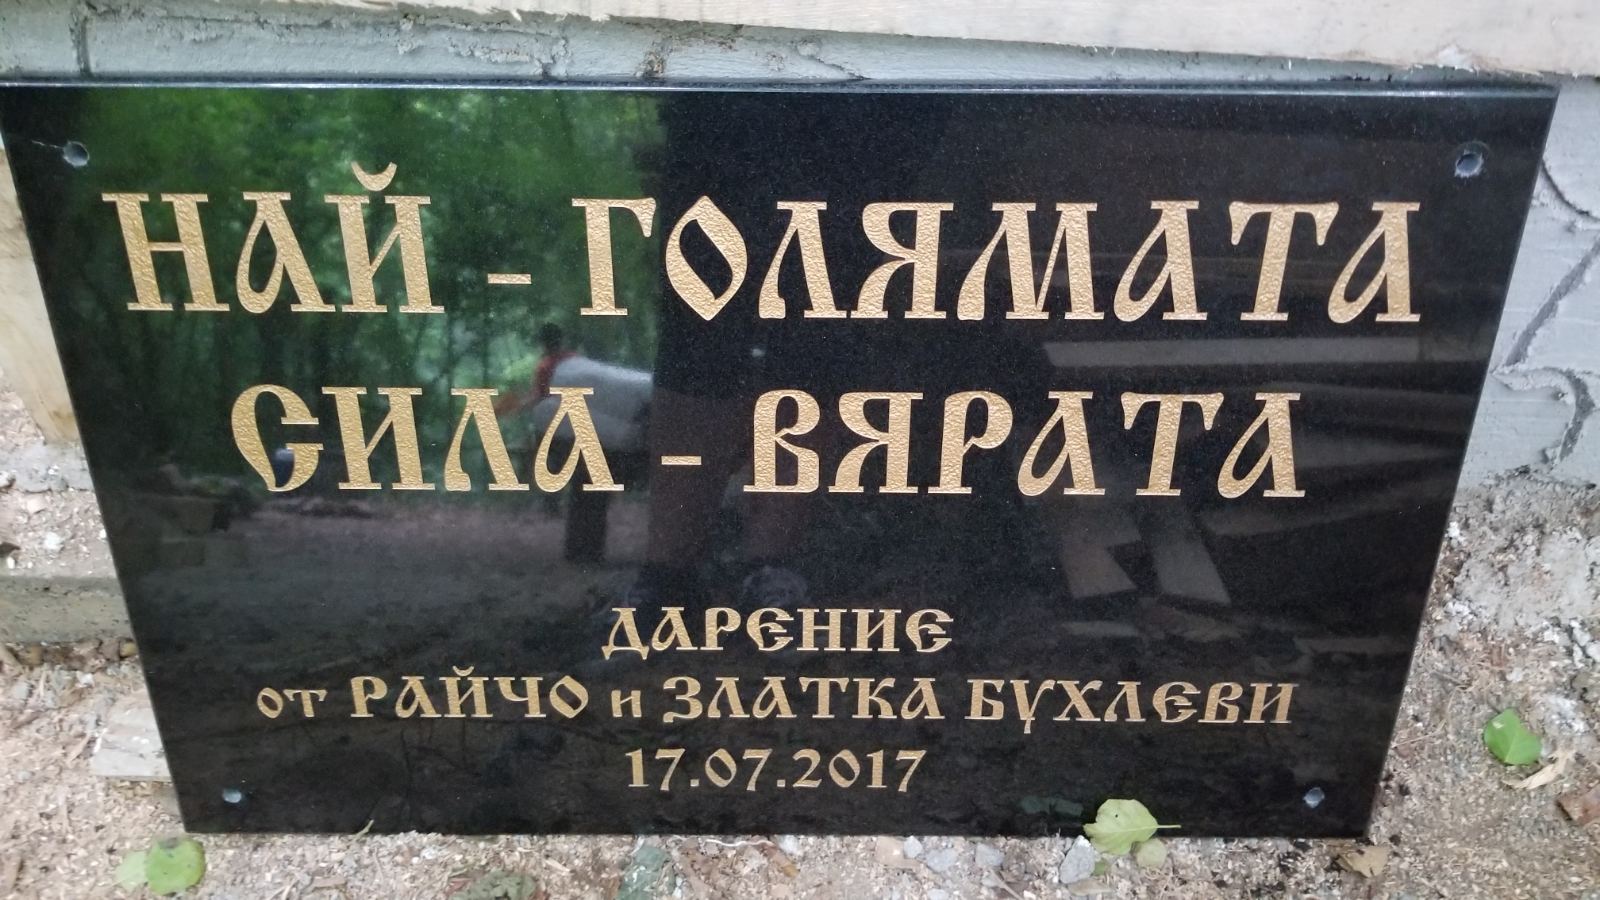 НАЙ - ГОЛЯМАТА
СИЛА - ВЯРАТА
ДАРЕНИЕ
от РАЙЧО и ЗЛАТКА БУХЛЕВИ
17.07.2017